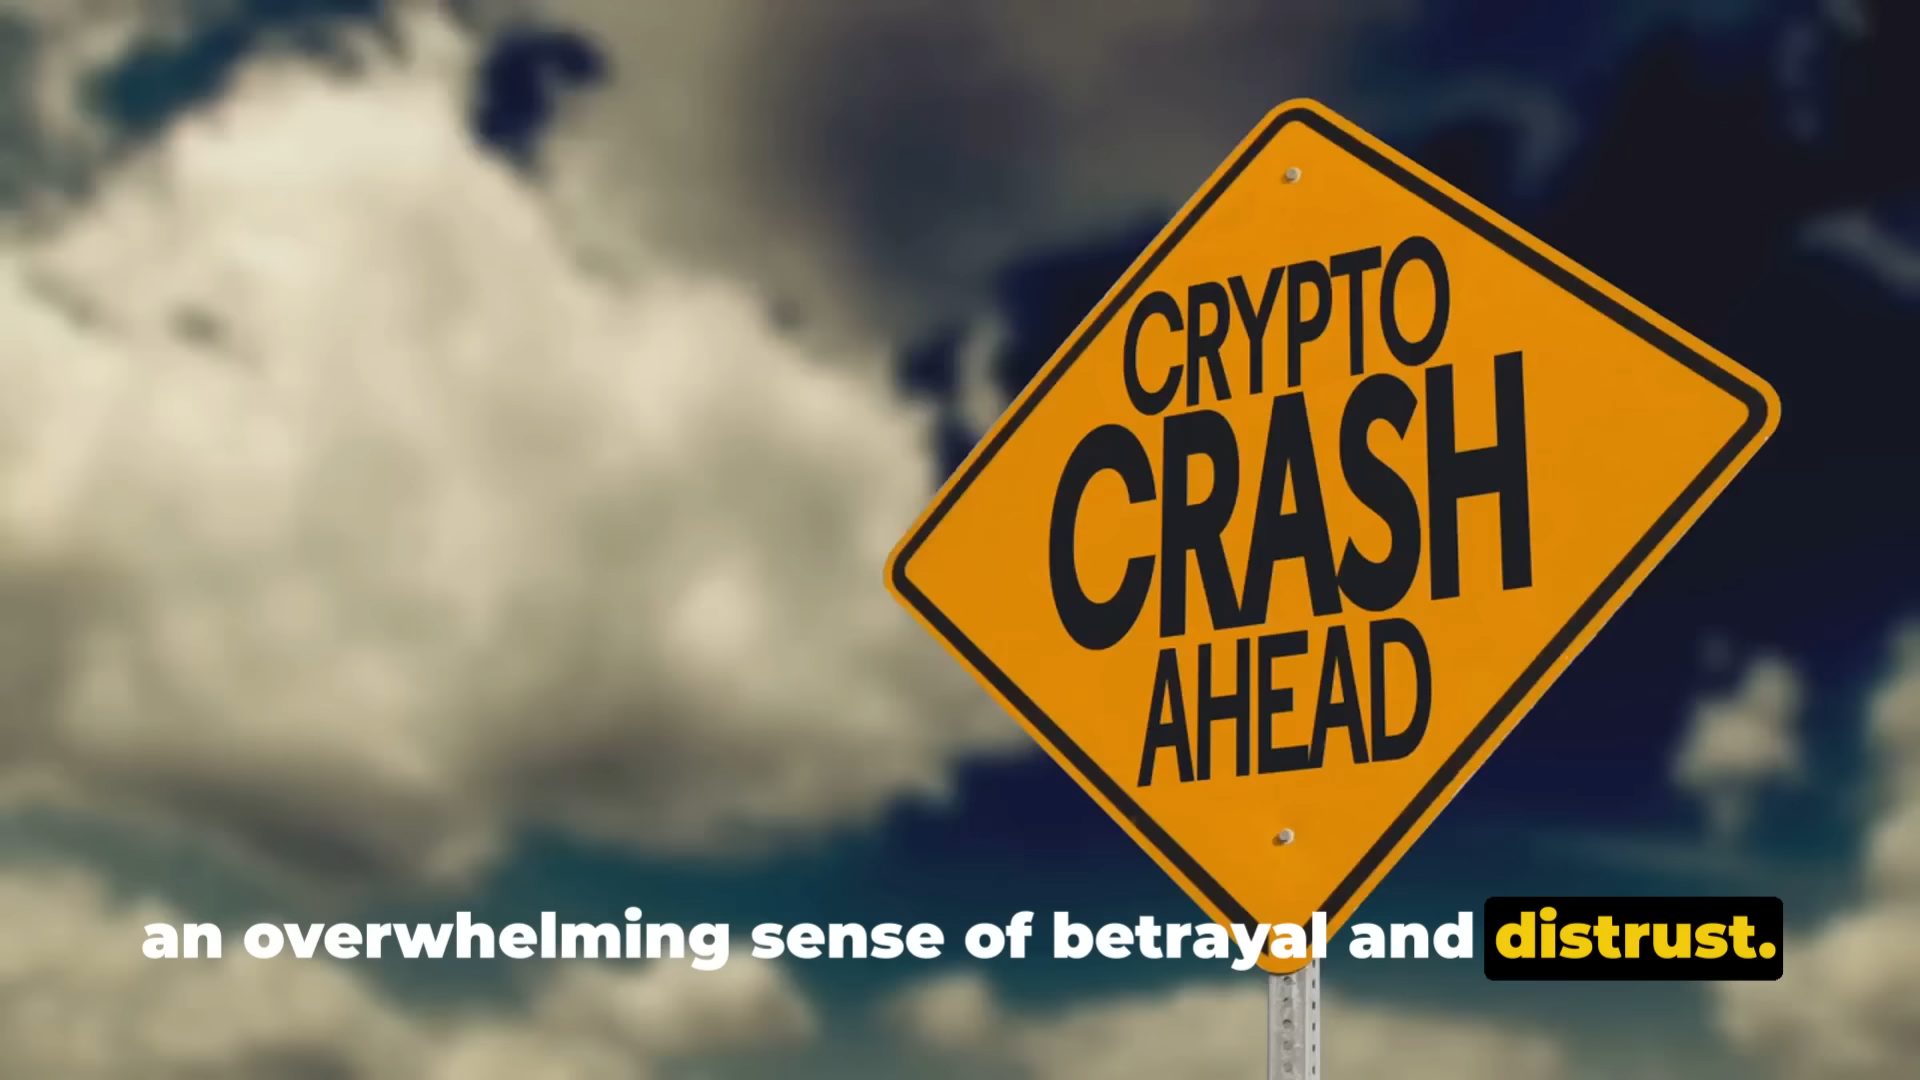 CRYPTO
CRASH
AHEAD
an overwhelming sense of betrayal and distrust.